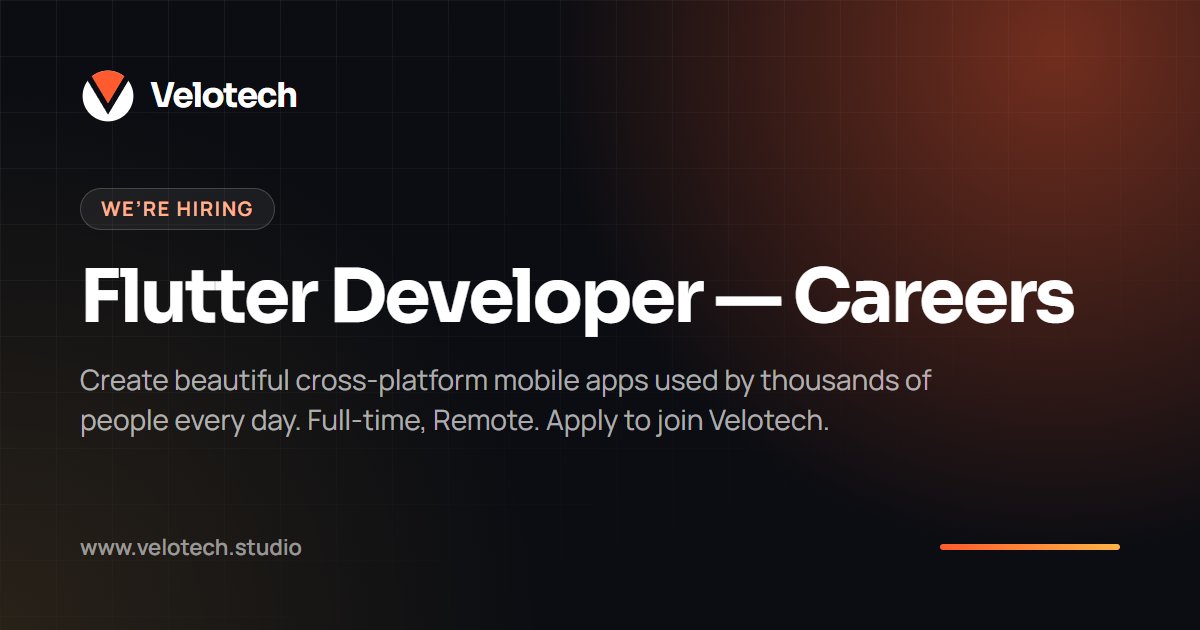 Velotech
WE’RE HIRING
Flutter Developer — Careers
Create beautiful cross-platform mobile apps used by thousands of
people every day. Full-time, Remote. Apply to join Velotech.
www.velotech.studio